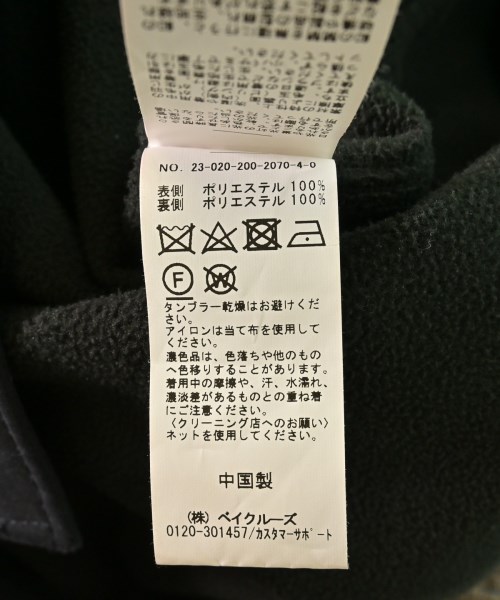 NO. 23-020-200-2070-4-0
表側 ポリエステル 100%
裏側 ポリエステル 100%
F W
タンブラー乾燥はお避けくだ
さい。
アイロンは当て布を使用して
ください。
濃色品は、色落ちや他のもの
へ色移りすることがあります。
着用中の摩擦や、汗、水濡れ、
濃淡差があるものとの重ね着
にご注意ください。
〈クリーニング店へのお願い〉
ネットを使用してください。
中国製
(株) ベイクルーズ
0120-301457/カスタマーサポート